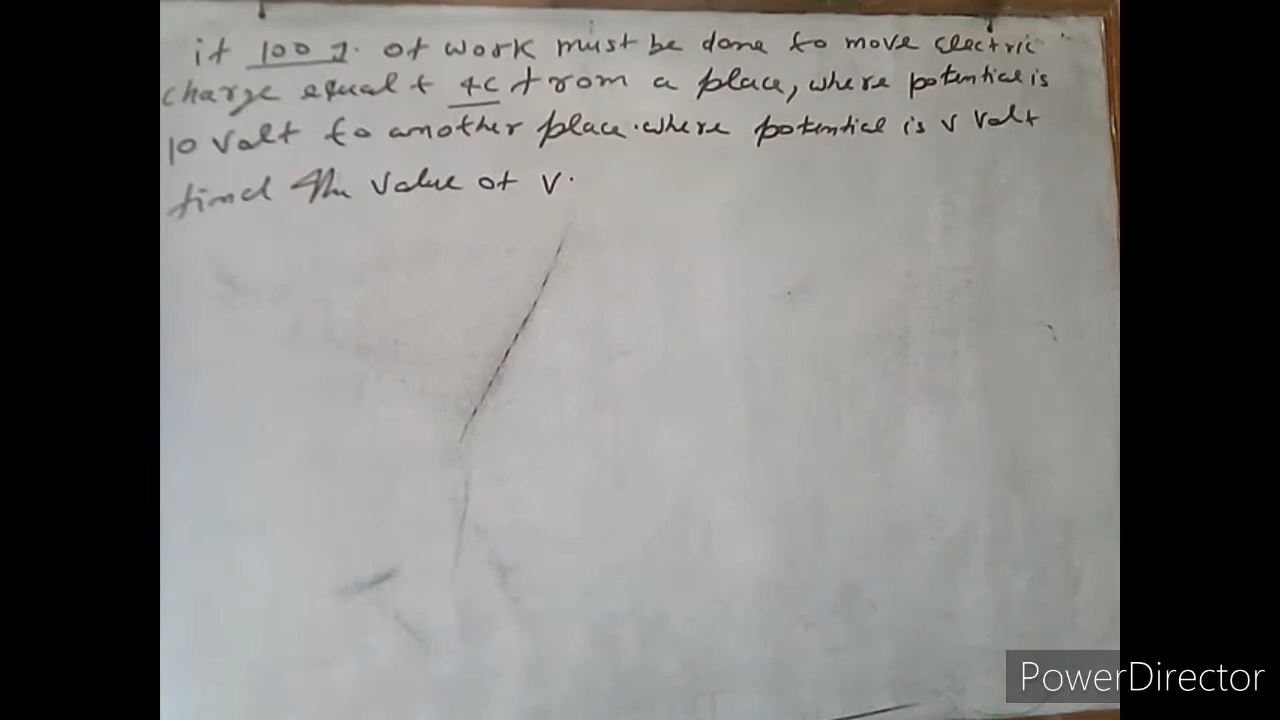 if 100 J. of work must be done to move electric
charge equal t 4C from a place, where potential is
10 Volt to another place. where potential is v Volt
find the value of v.
PowerDirector